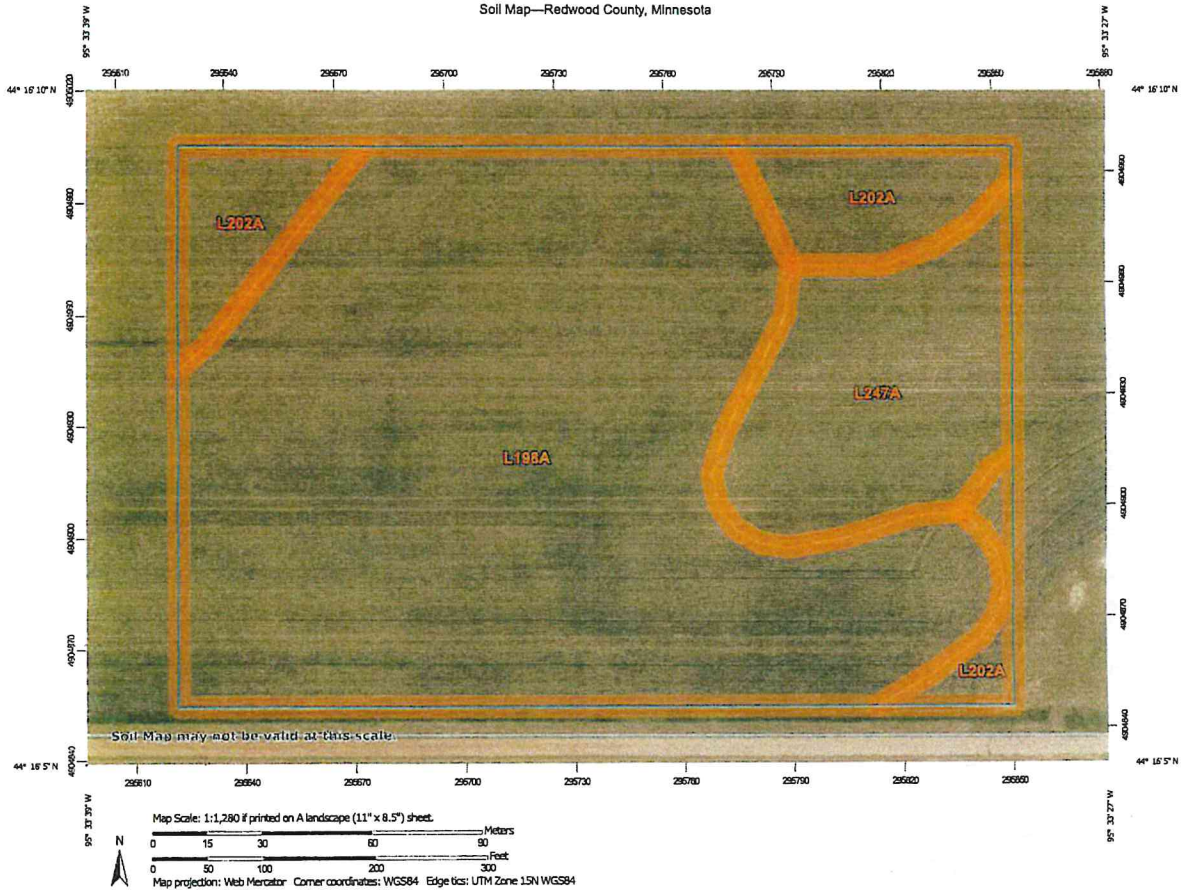 Soil Map—Redwood County, Minnesota
95° 33' 39" W
95° 33' 27" W
295610 295640 295670 295700 295730 295760 295790 295820 295850 295880
44° 16' 10" N
44° 16' 10" N
L202A
L202A
L247A
L198A
L202A
Soil Map may not be valid at this scale.
44° 16' 5" N
44° 16' 5" N
295610 295640 295670 295700 295730 295760 295790 295820 295850
95° 33' 39" W
95° 33' 27" W
Map Scale: 1:1,280 if printed on A landscape (11" x 8.5") sheet.
Meters
0 15 30 60 90
N
Feet
0 50 100 200 300
Map projection: Web Mercator Corner coordinates: WGS84 Edge tics: UTM Zone 15N WGS84